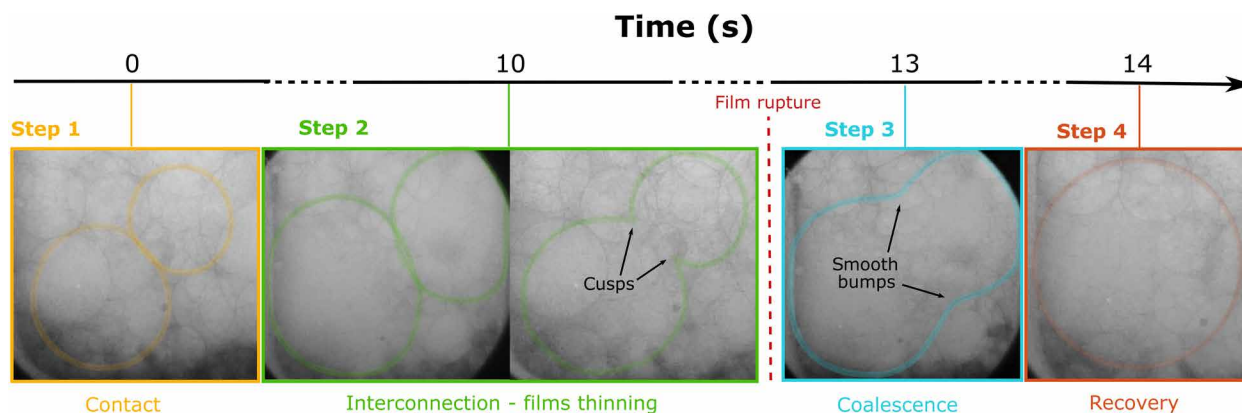 Time (s)
0
10
13
14
Film rupture
Step 1
Step 2
Step 3
Step 4
Cusps
Smooth
bumps
Contact
Interconnection - films thinning
Coalescence
Recovery